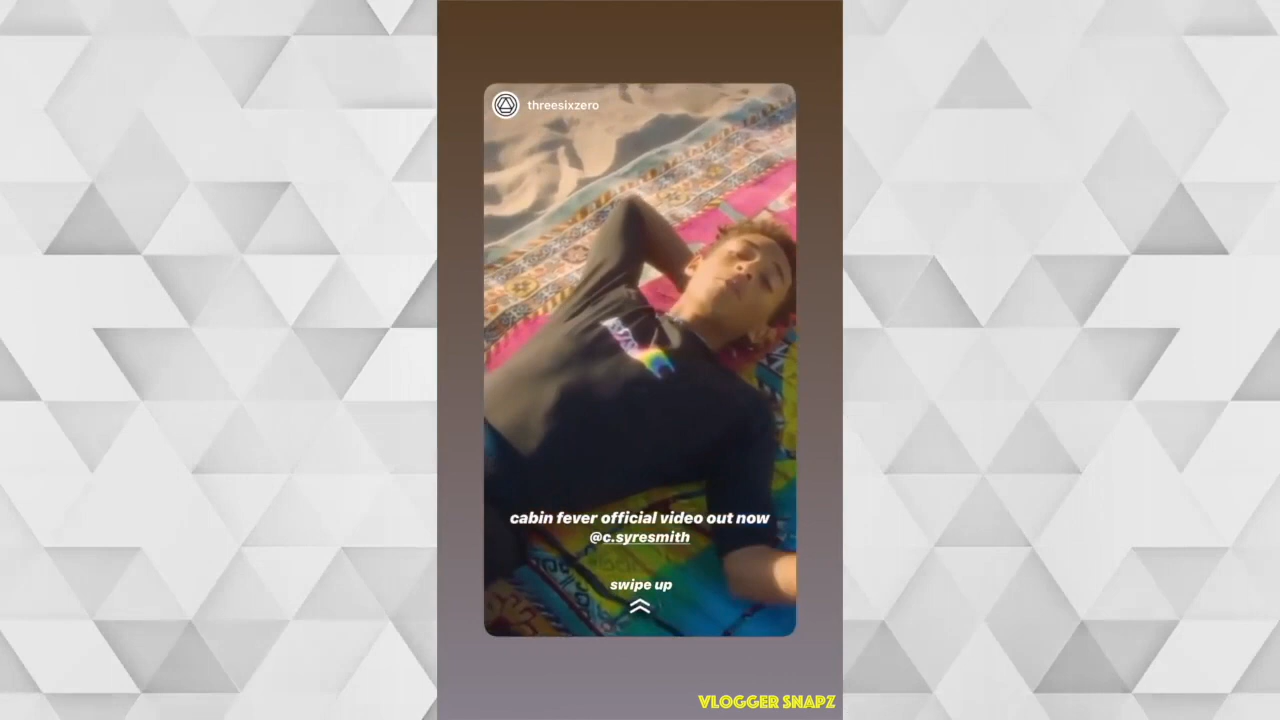 threesixzero
cabin fever official video out now
@c.syresmith
swipe up
VLOGGER SNAPZ